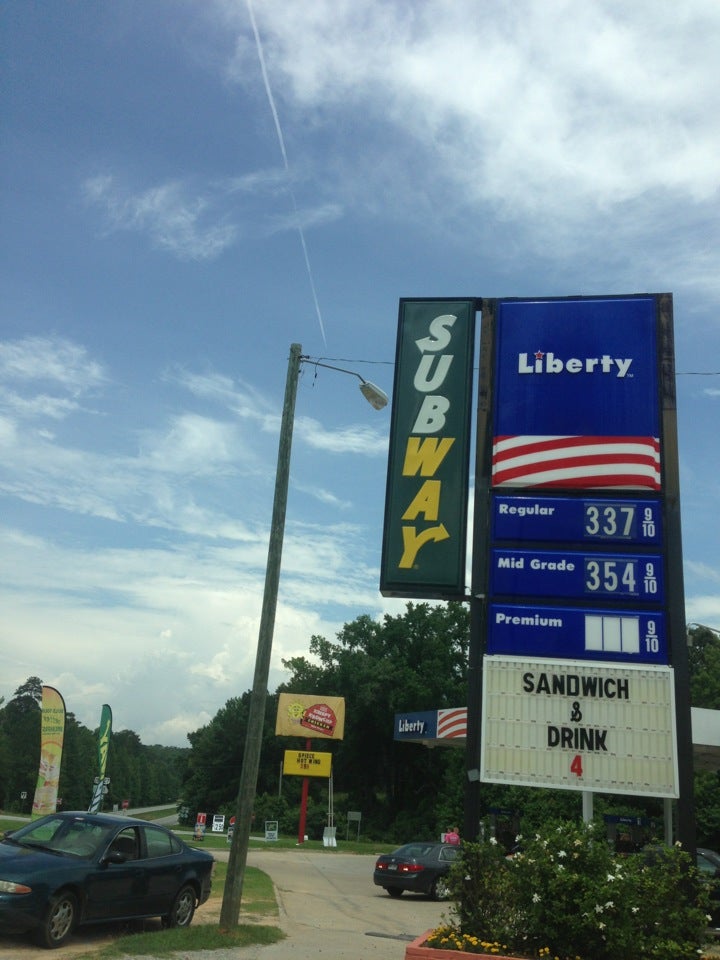 SUBWAY
Liberty
Regular 337 9/10
Mid Grade 354 9/10
Premium 9/10
SANDWICH
&
DRINK
4
Liberty
SPICED
HOT WING